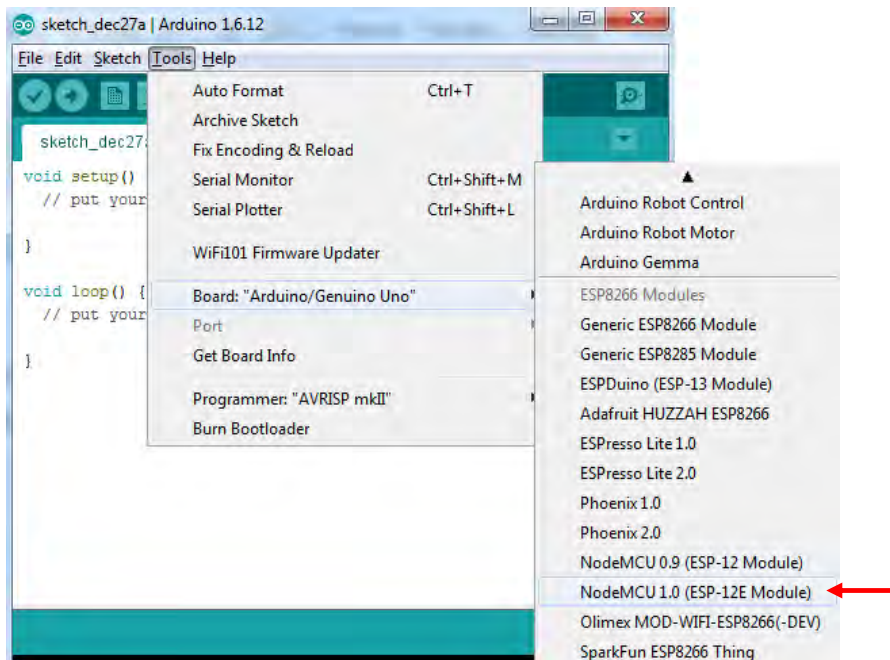 sketch_dec27a | Arduino 1.6.12
File Edit Sketch Tools Help
sketch_dec27
void setup()
// put your
}
void loop() {
// put your
}
Auto Format Ctrl+T
Archive Sketch
Fix Encoding & Reload
Serial Monitor Ctrl+Shift+M
Serial Plotter Ctrl+Shift+L
WiFi101 Firmware Updater
Board: "Arduino/Genuino Uno"
Port
Get Board Info
Programmer: "AVRISP mkII"
Burn Bootloader
Arduino Robot Control
Arduino Robot Motor
Arduino Gemma
ESP8266 Modules
Generic ESP8266 Module
Generic ESP8285 Module
ESPDuino (ESP-13 Module)
Adafruit HUZZAH ESP8266
ESPresso Lite 1.0
ESPresso Lite 2.0
Phoenix 1.0
Phoenix 2.0
NodeMCU 0.9 (ESP-12 Module)
NodeMCU 1.0 (ESP-12E Module)
Olimex MOD-WIFI-ESP8266(-DEV)
SparkFun ESP8266 Thing